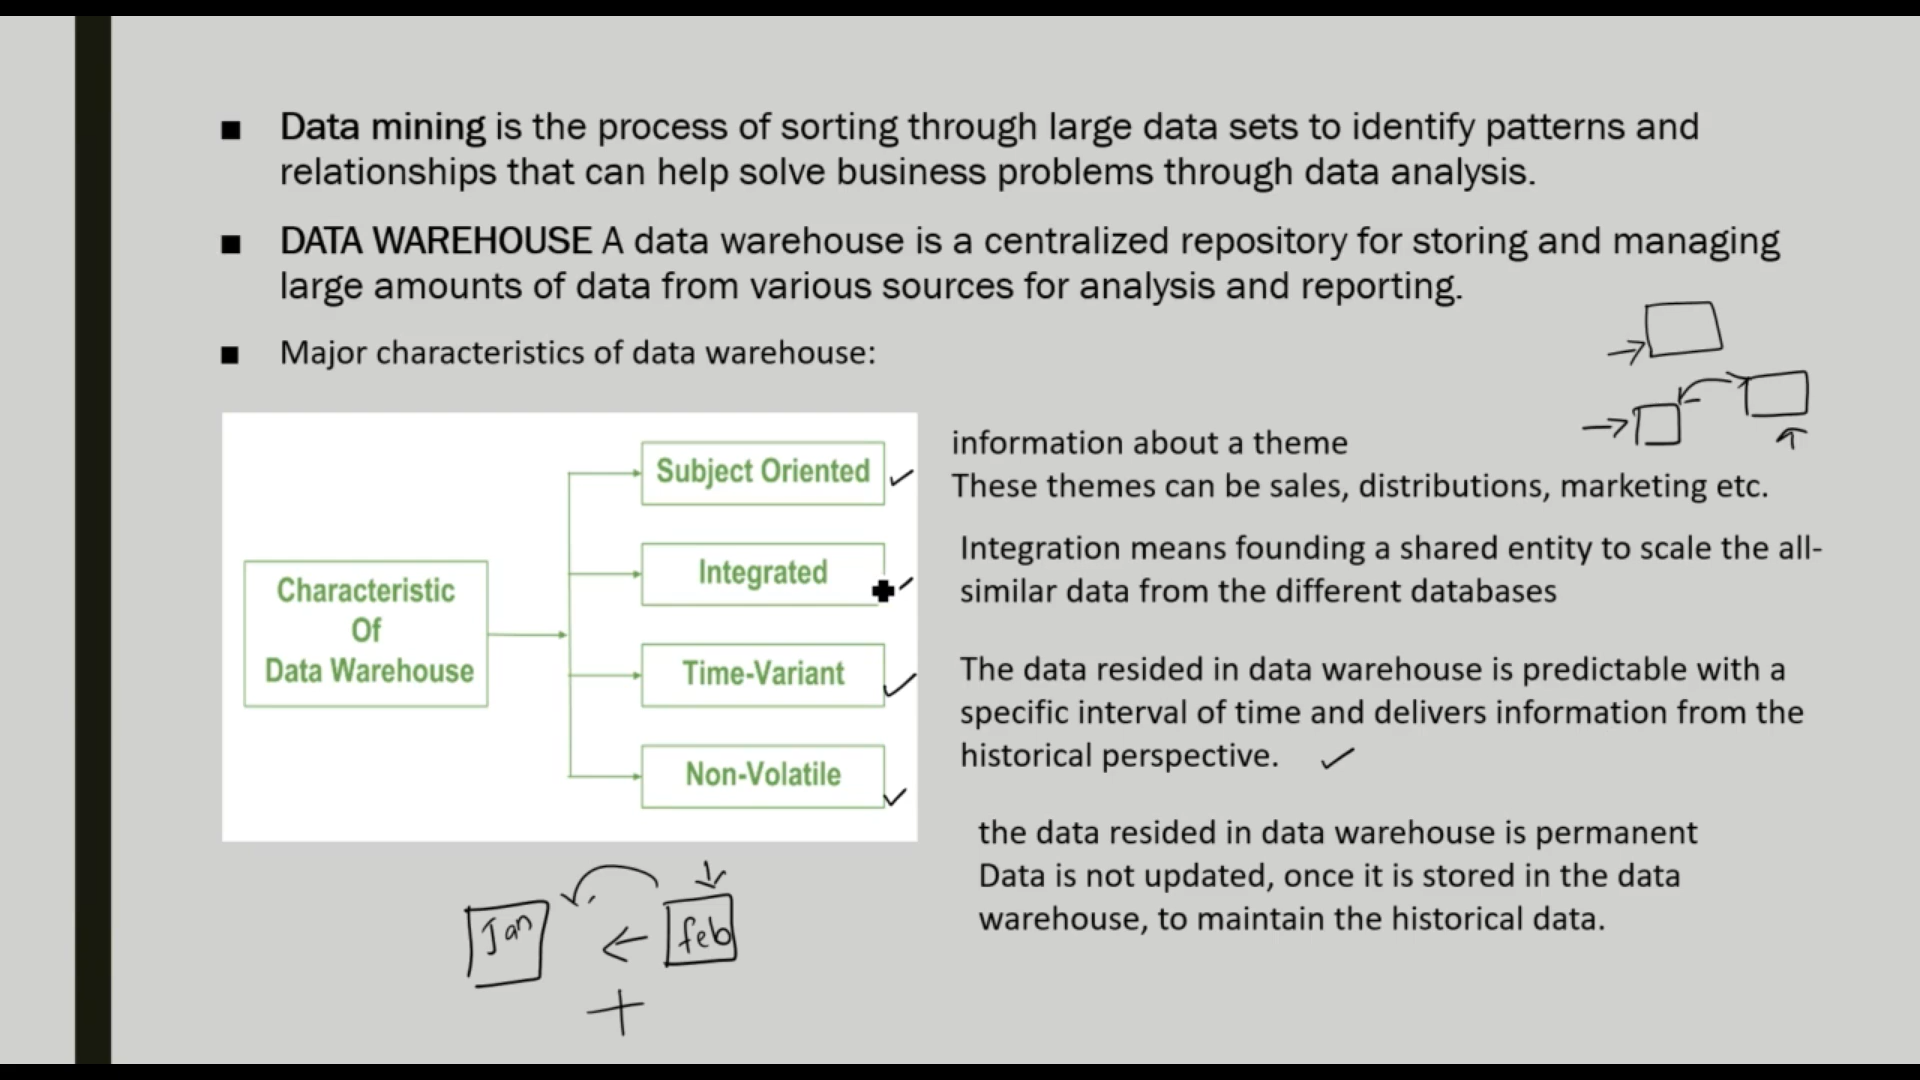 Data mining is the process of sorting through large data sets to identify patterns and
relationships that can help solve business problems through data analysis.
DATA WAREHOUSE A data warehouse is a centralized repository for storing and managing
large amounts of data from various sources for analysis and reporting.
Major characteristics of data warehouse:
Characteristic
Of
Data Warehouse
Subject Oriented
Integrated
Time-Variant
Non-Volatile
information about a theme
These themes can be sales, distributions, marketing etc.
Integration means founding a shared entity to scale the all-
similar data from the different databases
The data resided in data warehouse is predictable with a
specific interval of time and delivers information from the
historical perspective.
the data resided in data warehouse is permanent
Data is not updated, once it is stored in the data
warehouse, to maintain the historical data.
Jan
feb